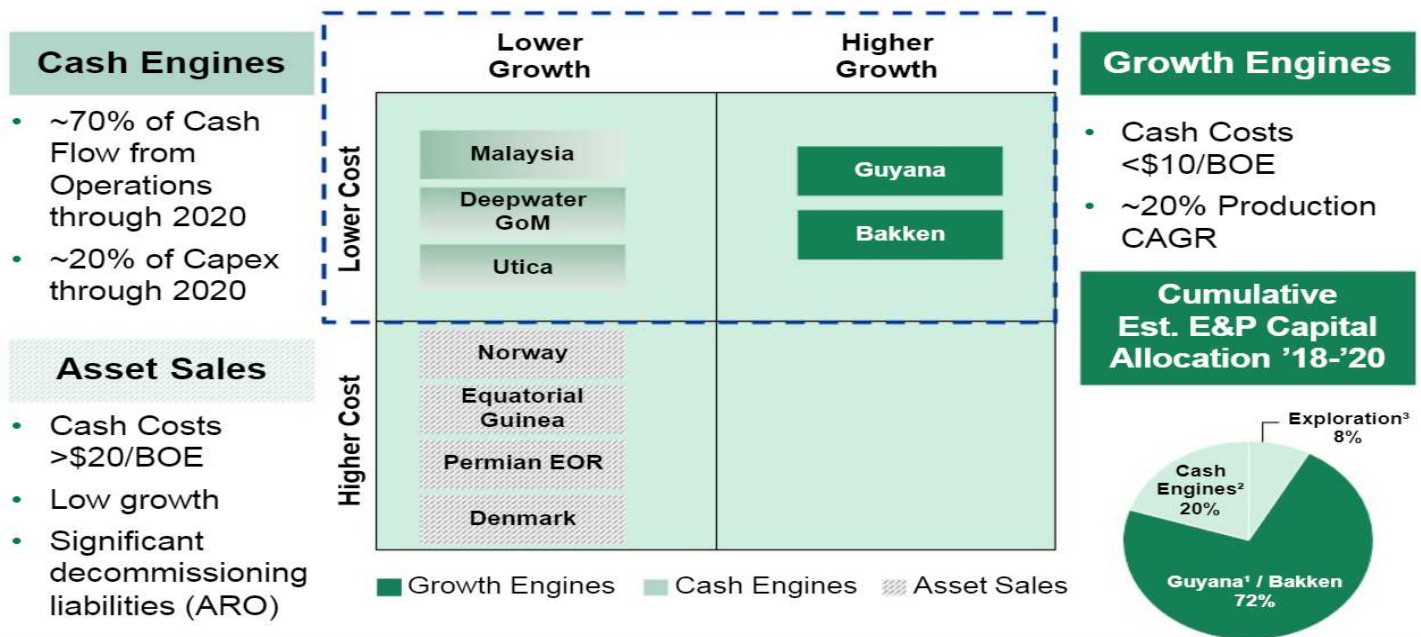 Cash Engines
• ~70% of Cash
Flow from
Operations
through 2020
• ~20% of Capex
through 2020
Asset Sales
• Cash Costs
>$20/BOE
• Low growth
• Significant
decommissioning
liabilities (ARO)
Lower
Growth
Higher
Growth
Lower Cost
Malaysia
Deepwater
GoM
Utica
Guyana
Bakken
Higher Cost
Norway
Equatorial
Guinea
Permian EOR
Denmark
Growth Engines
Cash Engines
Asset Sales
Growth Engines
• Cash Costs
<$10/BOE
• ~20% Production
CAGR
Cumulative
Est. E&P Capital
Allocation ’18-’20
Exploration³
8%
Cash
Engines²
20%
Guyana¹ / Bakken
72%